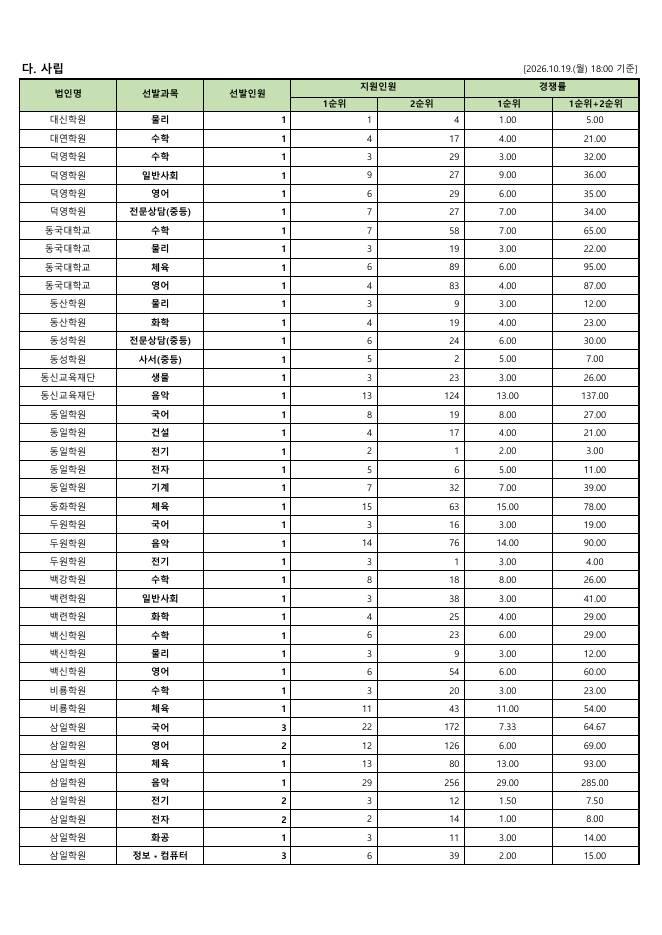 다. 사립
[2026.10.19.(월) 18:00 기준]
법인명 선발과목 선발인원 지원인원 경쟁률
1순위 2순위 1순위 1순위+2순위
대신학원 물리 1 1 4 1.00 5.00
대연학원 수학 1 4 17 4.00 21.00
덕영학원 수학 1 3 29 3.00 32.00
덕영학원 일반사회 1 9 27 9.00 36.00
덕영학원 영어 1 6 29 6.00 35.00
덕영학원 전문상담(중등) 1 7 27 7.00 34.00
동국대학교 수학 1 7 58 7.00 65.00
동국대학교 물리 1 3 19 3.00 22.00
동국대학교 체육 1 6 89 6.00 95.00
동국대학교 영어 1 4 83 4.00 87.00
동산학원 물리 1 3 9 3.00 12.00
동산학원 화학 1 4 19 4.00 23.00
동성학원 전문상담(중등) 1 6 24 6.00 30.00
동성학원 사서(중등) 1 5 2 5.00 7.00
동신교육재단 생물 1 3 23 3.00 26.00
동신교육재단 음악 1 13 124 13.00 137.00
동일학원 국어 1 8 19 8.00 27.00
동일학원 건설 1 4 17 4.00 21.00
동일학원 전기 1 2 1 2.00 3.00
동일학원 전자 1 5 6 5.00 11.00
동일학원 기계 1 7 32 7.00 39.00
동화학원 체육 1 15 63 15.00 78.00
두원학원 국어 1 3 16 3.00 19.00
두원학원 음악 1 14 76 14.00 90.00
두원학원 전기 1 3 1 3.00 4.00
백강학원 수학 1 8 18 8.00 26.00
백련학원 일반사회 1 3 38 3.00 41.00
백련학원 화학 1 4 25 4.00 29.00
백신학원 수학 1 6 23 6.00 29.00
백신학원 물리 1 3 9 3.00 12.00
백신학원 영어 1 6 54 6.00 60.00
비룡학원 수학 1 3 20 3.00 23.00
비룡학원 체육 1 11 43 11.00 54.00
삼일학원 국어 3 22 172 7.33 64.67
삼일학원 영어 2 12 126 6.00 69.00
삼일학원 체육 1 13 80 13.00 93.00
삼일학원 음악 1 29 256 29.00 285.00
삼일학원 전기 2 3 12 1.50 7.50
삼일학원 전자 2 2 14 1.00 8.00
삼일학원 화공 1 3 11 3.00 14.00
삼일학원 정보・컴퓨터 3 6 39 2.00 15.00